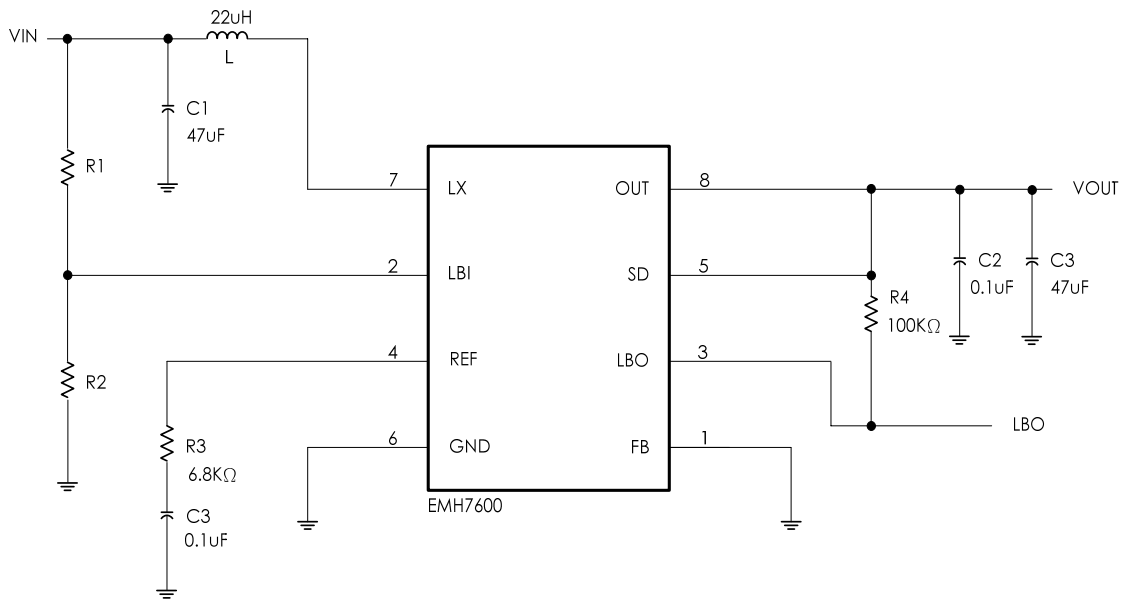 22uH
VIN
L
C1
47uF
R1
7
LX
OUT
8
VOUT
2
LBI
SD
5
C2
0.1uF
C3
47uF
R4
100KΩ
4
REF
LBO
3
R2
LBO
R3
6.8KΩ
6
GND
FB
1
EMH7600
C3
0.1uF